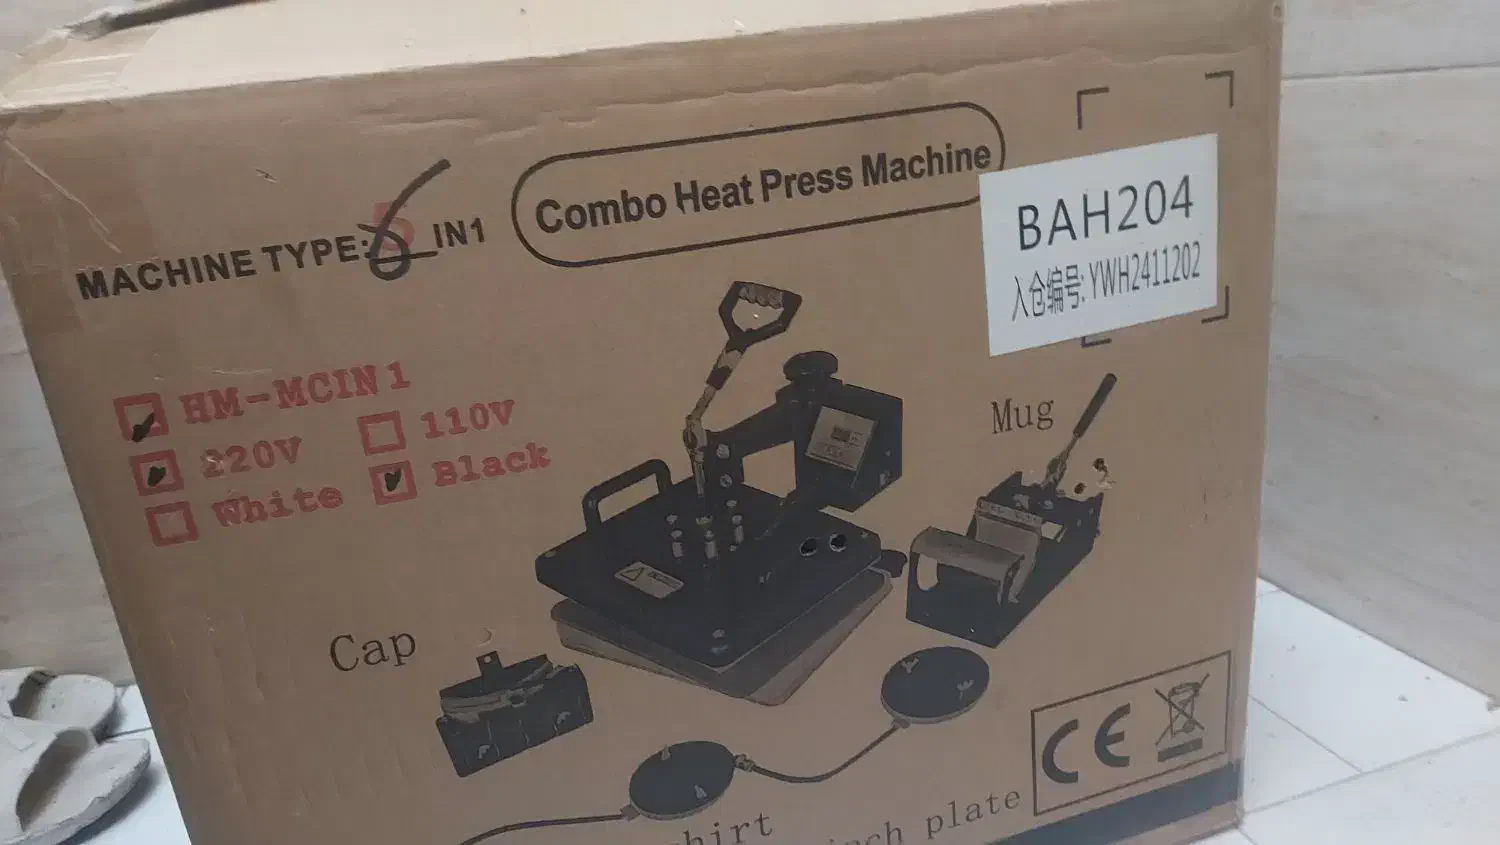 MACHINE TYPE: 6 IN1
Combo Heat Press Machine
BAH204
入仓编号: YWH2411202
HM-MCIN1
220V
110V
White
Black
Mug
Cap
plate
CE